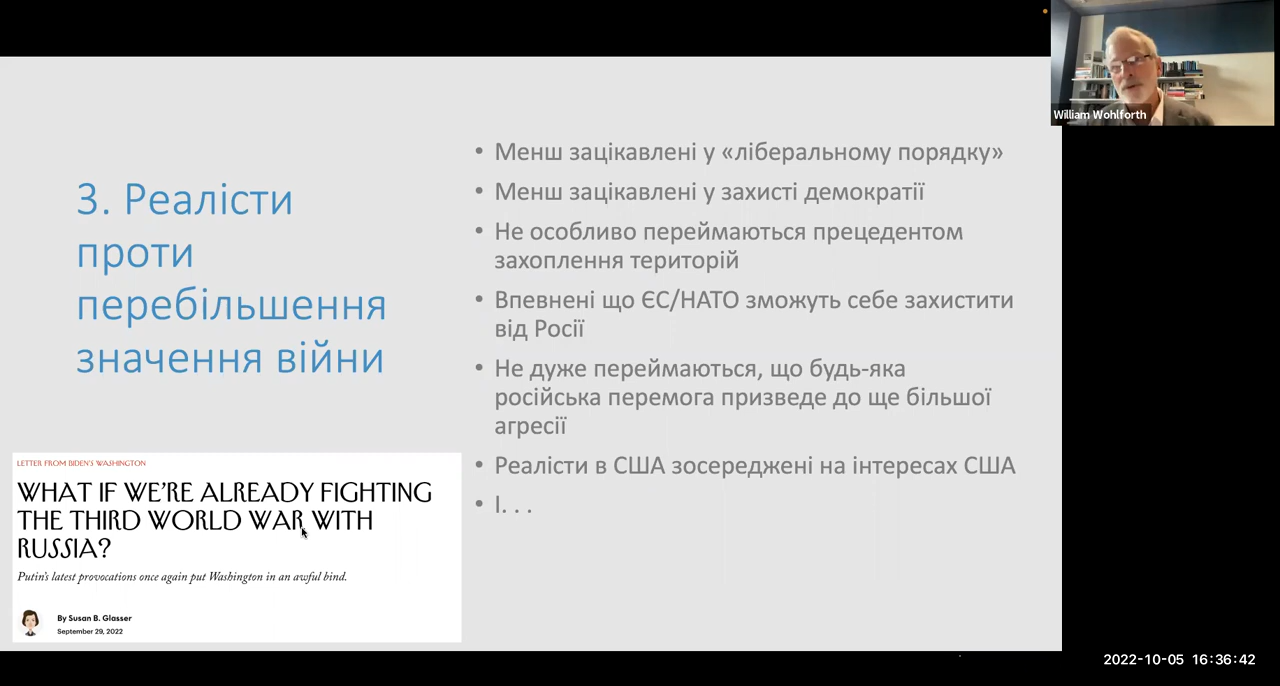 William Wohlforth
3. Реалісти
проти
перебільшення
значення війни
• Менш зацікавлені у «ліберальному порядку»
• Менш зацікавлені у захисті демократії
• Не особливо переймаються прецедентом
захоплення територій
• Впевнені що ЄС/НАТО зможуть себе захистити
від Росії
• Не дуже переймаються, що будь-яка
російська перемога призведе до ще більшої
агресії
• Реалісти в США зосереджені на інтересах США
• І. . .
LETTER FROM BIDEN'S WASHINGTON
WHAT IF WE'RE ALREADY FIGHTING
THE THIRD WORLD WAR WITH
RUSSIA?
Putin's latest provocations once again put Washington in an awful bind.
By Susan B. Glasser
September 29, 2022
2022-10-05 16:36:42